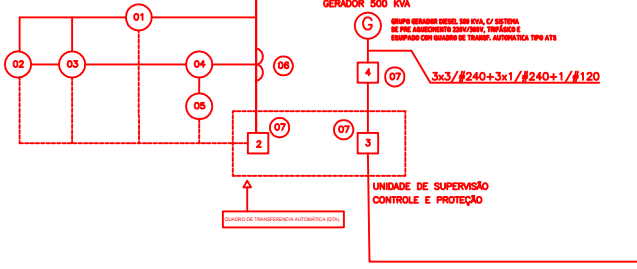 GERADOR 500 KVA
01
G
GRUPO GERADOR DIESEL 500 KVA, C/ SISTEMA
DE PRE AQUECIMENTO 220V/380V, TRIFÁSICO E
EQUIPADO COM QUADRO DE TRANSF. AUTOMATICA TIPO ATS
02
03
04
06
4
07
3x3/#240+3x1/#240+1/#120
05
07
07
2
3
UNIDADE DE SUPERVISÃO
CONTROLE E PROTEÇÃO
QUADRO DE TRANSFERENCIA AUTOMÁTICA (QTA)